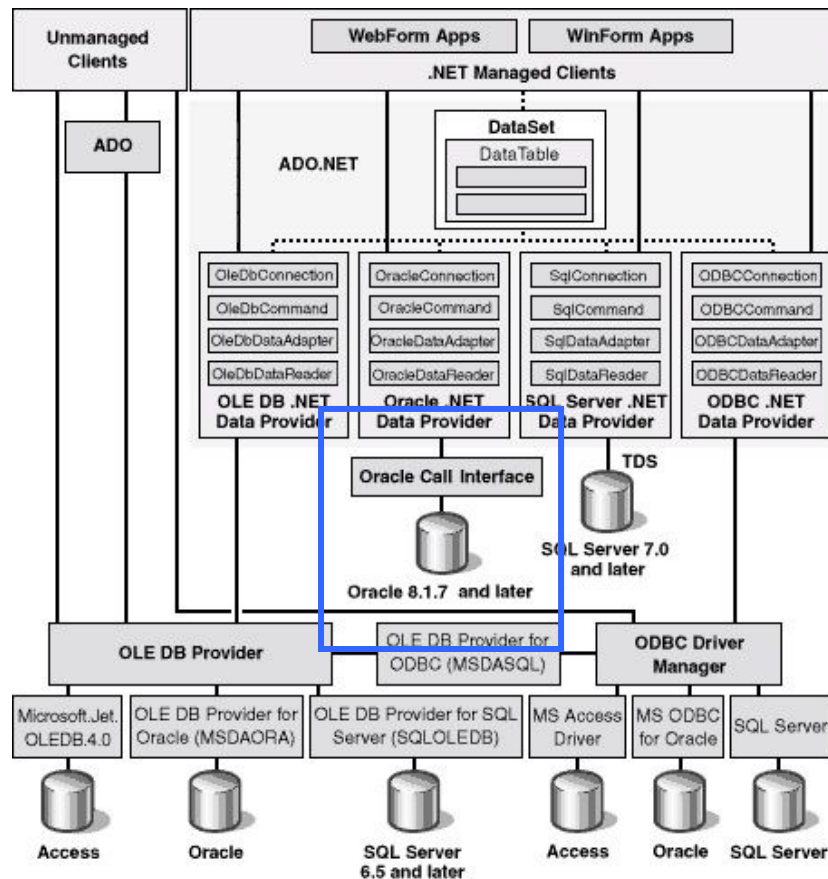 Unmanaged
Clients
WebForm Apps
WinForm Apps
.NET Managed Clients
ADO
ADO.NET
DataSet
DataTable
OleDbConnection
OleDbCommand
OleDbDataAdapter
OleDbDataReader
OLE DB .NET
Data Provider
OracleConnection
OracleCommand
OracleDataAdapter
OracleDataReader
Oracle .NET
Data Provider
SqlConnection
SqlCommand
SqlDataAdapter
SqlDataReader
SQL Server .NET
Data Provider
ODBCConnection
ODBCCommand
ODBCDataAdapter
ODBCDataReader
ODBC .NET
Data Provider
Oracle Call Interface
Oracle 8.1.7 and later
TDS
SQL Server 7.0
and later
OLE DB Provider
OLE DB Provider for
ODBC (MSDASQL)
ODBC Driver
Manager
Microsoft.Jet.
OLEDB.4.0
OLE DB Provider for
Oracle (MSDAORA)
OLE DB Provider for SQL
Server (SQLOLEDB)
MS Access
Driver
MS ODBC
for Oracle
SQL Server
Access
Oracle
SQL Server
6.5 and later
Access
Oracle
SQL Server